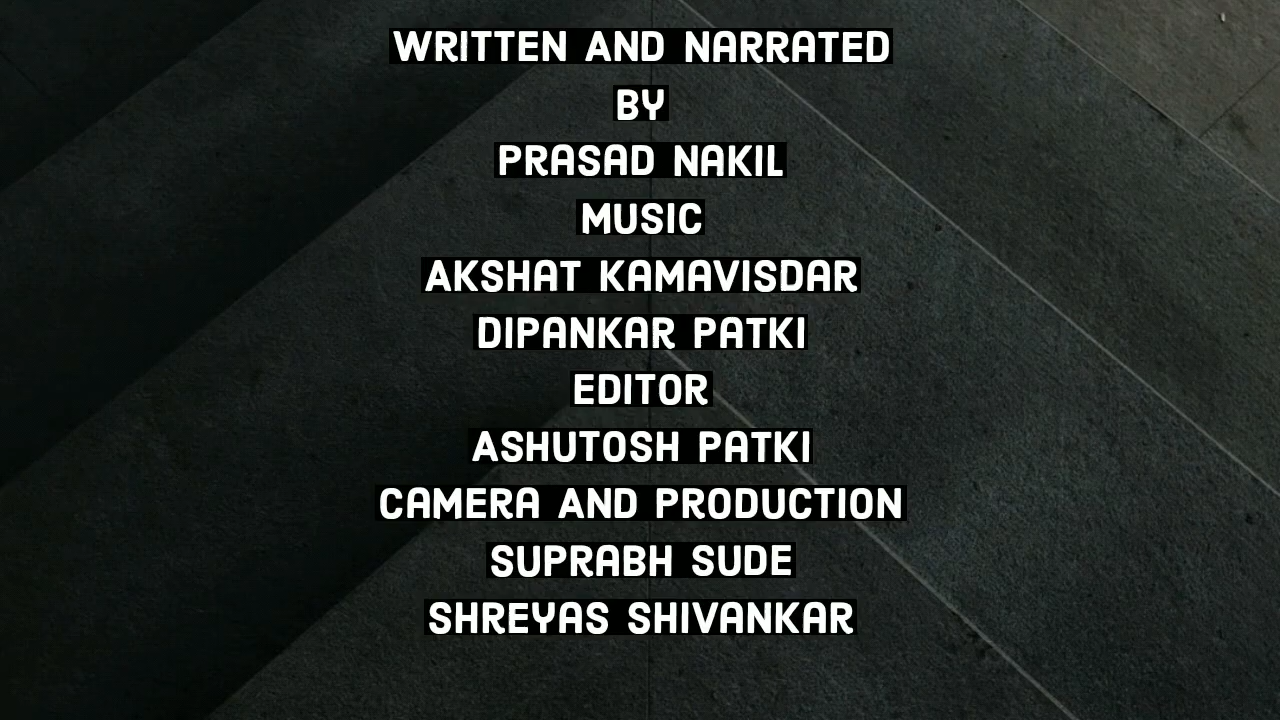 WRITTEN AND NARRATED
BY
PRASAD NAKIL
MUSIC
AKSHAT KAMAVISDAR
DIPANKAR PATKI
EDITOR
ASHUTOSH PATKI
CAMERA AND PRODUCTION
SUPRABH SUDE
SHREYAS SHIVANKAR